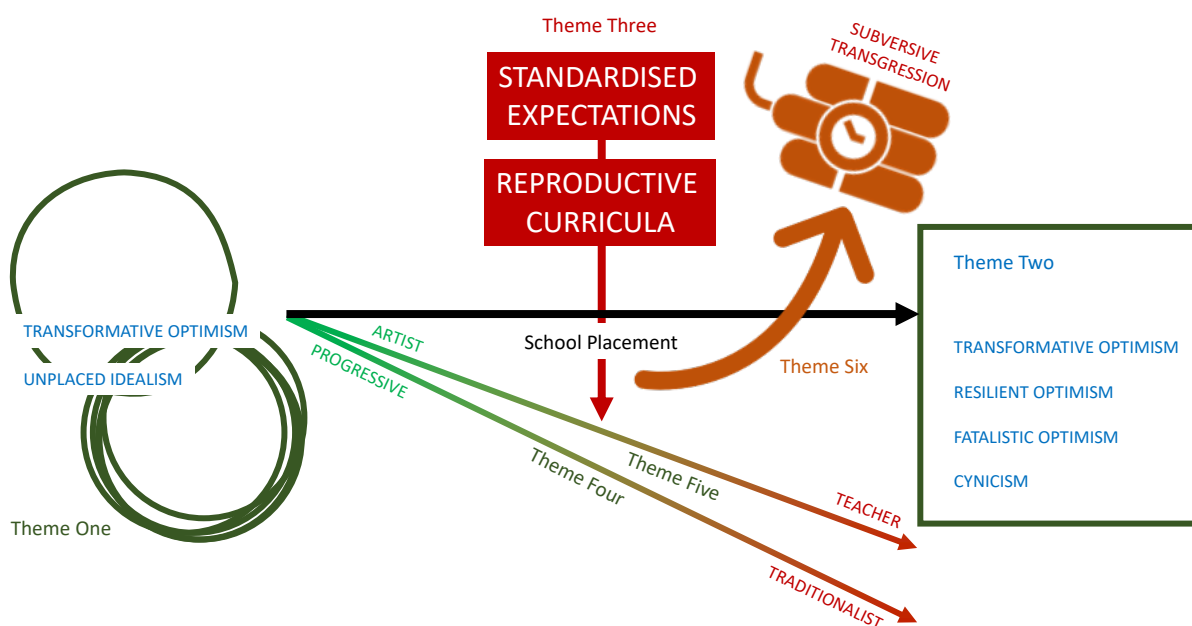 Theme Three
STANDARDISED
EXPECTATIONS
REPRODUCTIVE
CURRICULA
SUBVERSIVE
TRANSGRESSION
TRANSFORMATIVE OPTIMISM
UNPLACED IDEALISM
Theme One
ARTIST
PROGRESSIVE
School Placement
Theme Six
Theme Five
Theme Four
TEACHER
TRADITIONALIST
Theme Two
TRANSFORMATIVE OPTIMISM
RESILIENT OPTIMISM
FATALISTIC OPTIMISM
CYNICISM